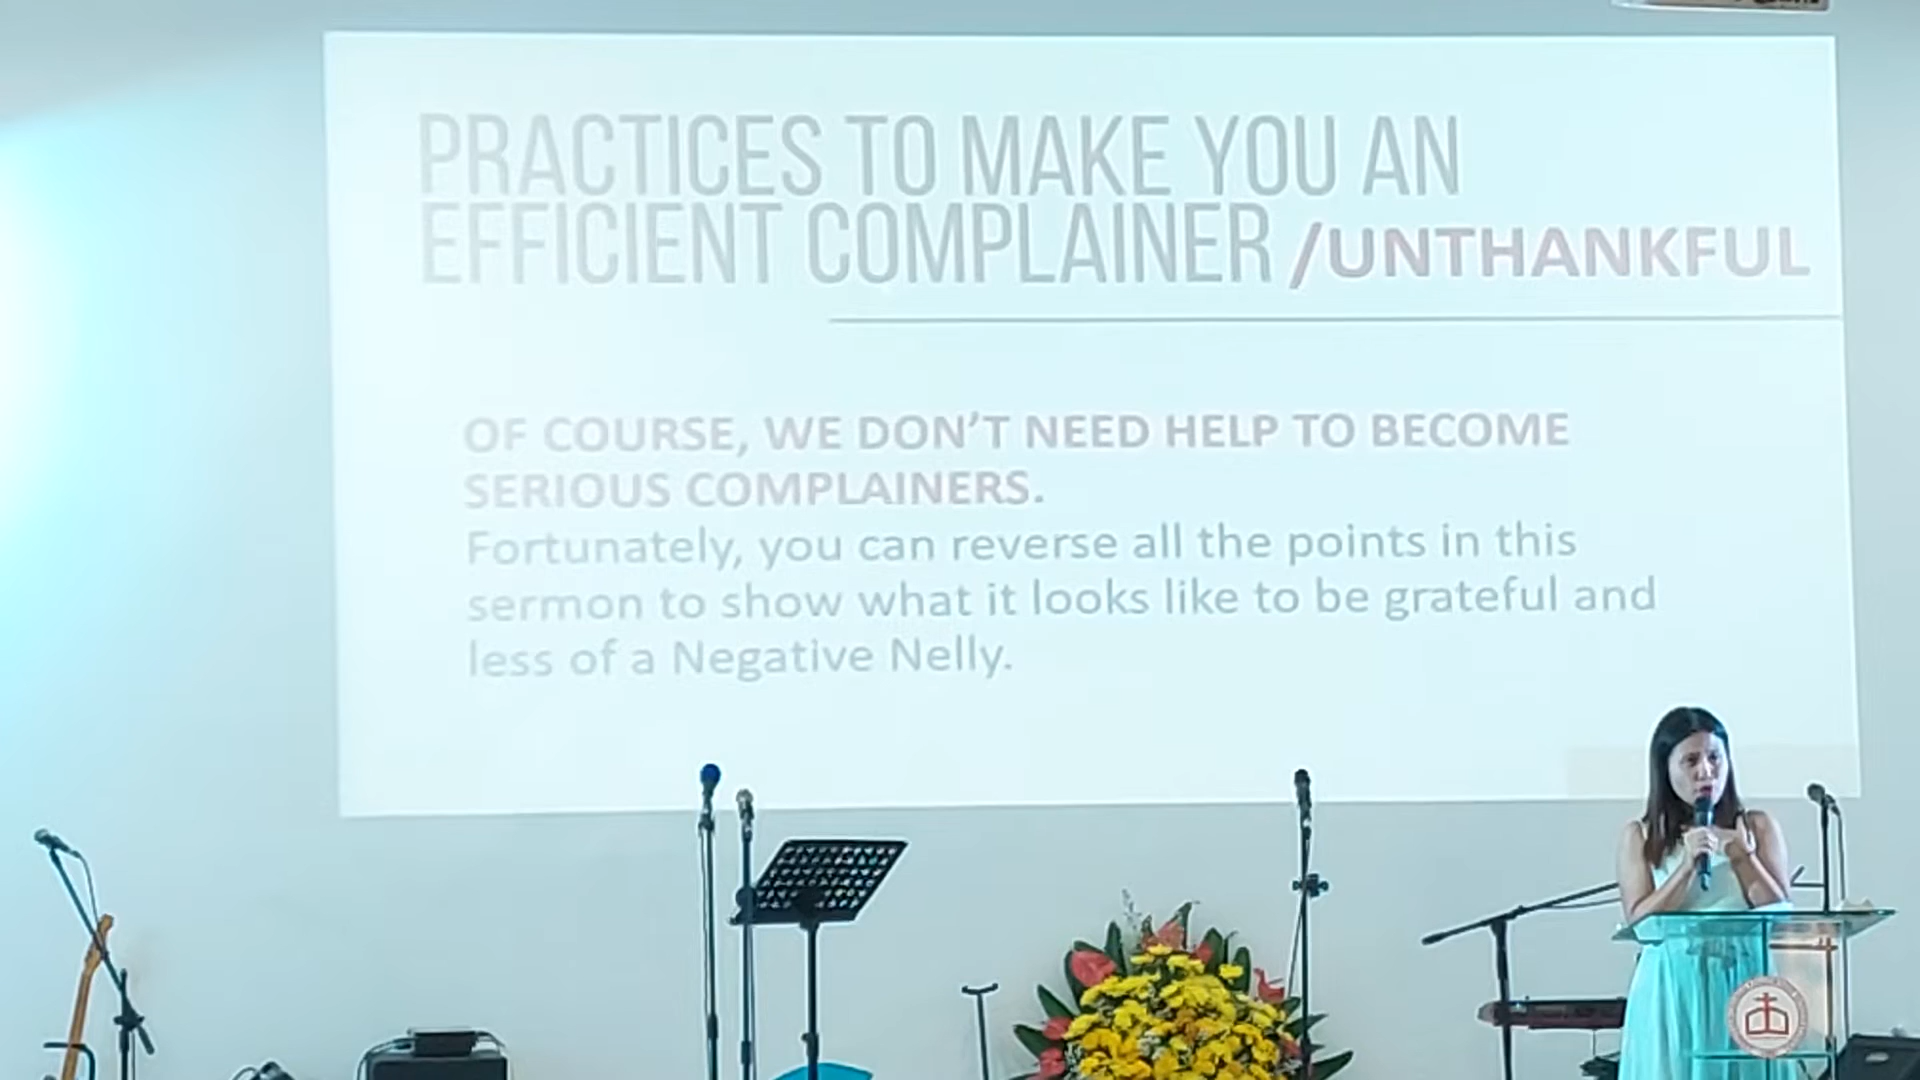 PRACTICES TO MAKE YOU AN
EFFICIENT COMPLAINER /UNTHANKFUL
OF COURSE, WE DON'T NEED HELP TO BECOME
SERIOUS COMPLAINERS.
Fortunately, you can reverse all the points in this
sermon to show what it looks like to be grateful and
less of a Negative Nelly.